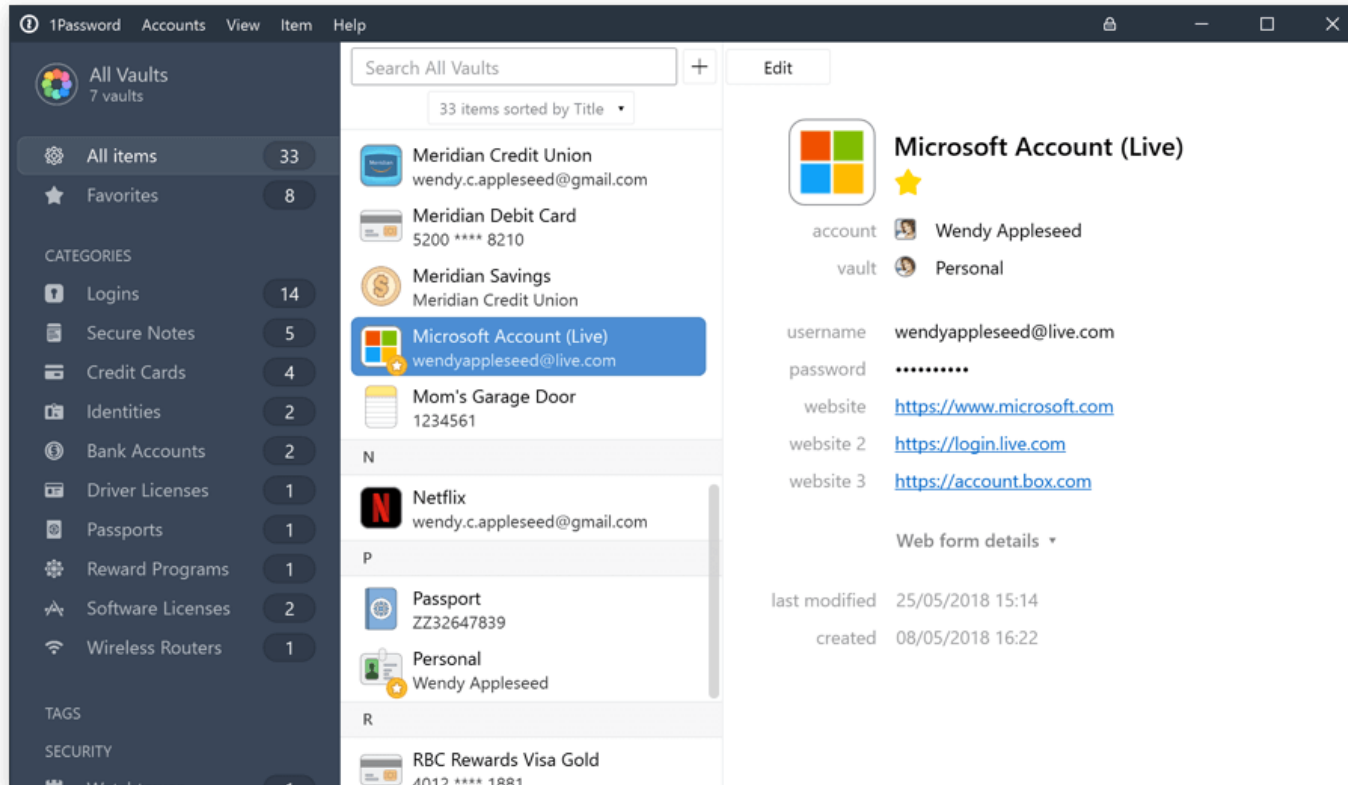 1Password Accounts View Item Help
All Vaults
7 vaults
All items 33
Favorites 8
CATEGORIES
Logins 14
Secure Notes 5
Credit Cards 4
Identities 2
Bank Accounts 2
Driver Licenses 1
Passports 1
Reward Programs 1
Software Licenses 2
Wireless Routers 1
TAGS
SECURITY
Search All Vaults
33 items sorted by Title
Meridian
Meridian Credit Union
wendy.c.appleseed@gmail.com
Meridian Debit Card
5200 **** 8210
Meridian Savings
Meridian Credit Union
Microsoft Account (Live)
wendyappleseed@live.com
Mom's Garage Door
1234561
N
N
Netflix
wendy.c.appleseed@gmail.com
P
Passport
ZZ32647839
Personal
Wendy Appleseed
R
RBC Rewards Visa Gold
4012 **** 1881
Edit
Microsoft Account (Live)
account Wendy Appleseed
vault Personal
username wendyappleseed@live.com
password ••••••••••
website https://www.microsoft.com
website 2 https://login.live.com
website 3 https://account.box.com
Web form details
last modified 25/05/2018 15:14
created 08/05/2018 16:22